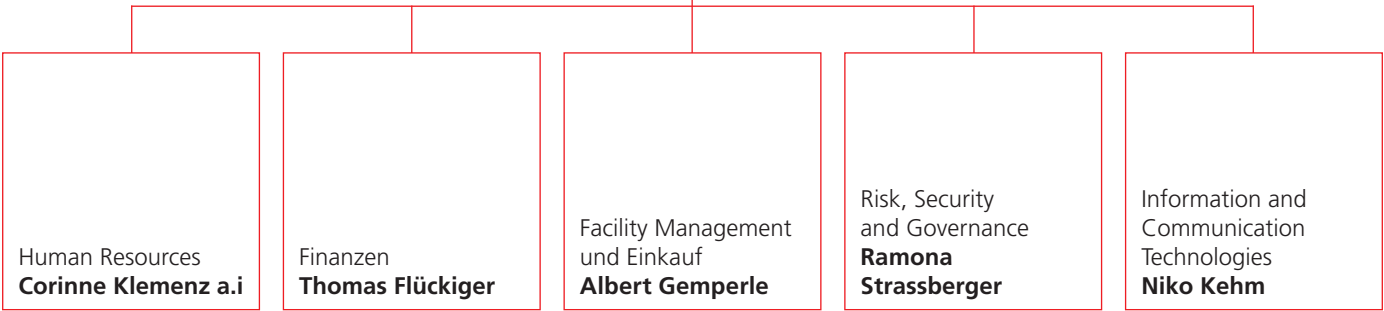 Human Resources
Corinne Klemenz a.i
Finanzen
Thomas Flückiger
Facility Management
und Einkauf
Albert Gemperle
Risk, Security
and Governance
Ramona
Strassberger
Information and
Communication
Technologies
Niko Kehm